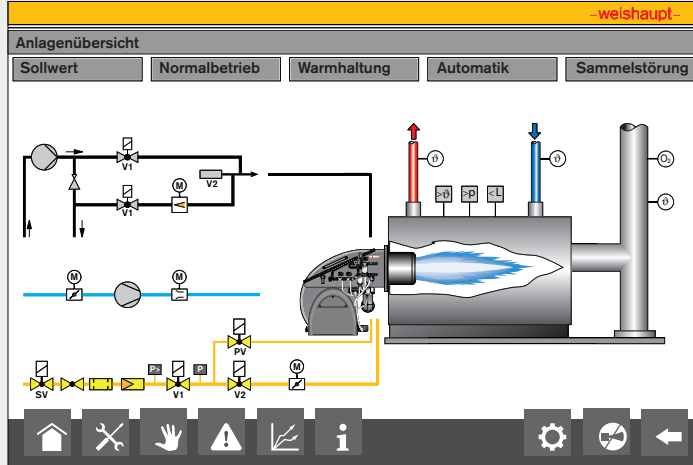 -weishaupt-
Anlagenübersicht
Sollwert Normalbetrieb Warmhaltung Automatik Sammelstörung
V1
V2
M
V1
ϑ
ϑ
O₂
>ϑ >p <L
ϑ
M M
PV
P> P M
SV V1 V2
i